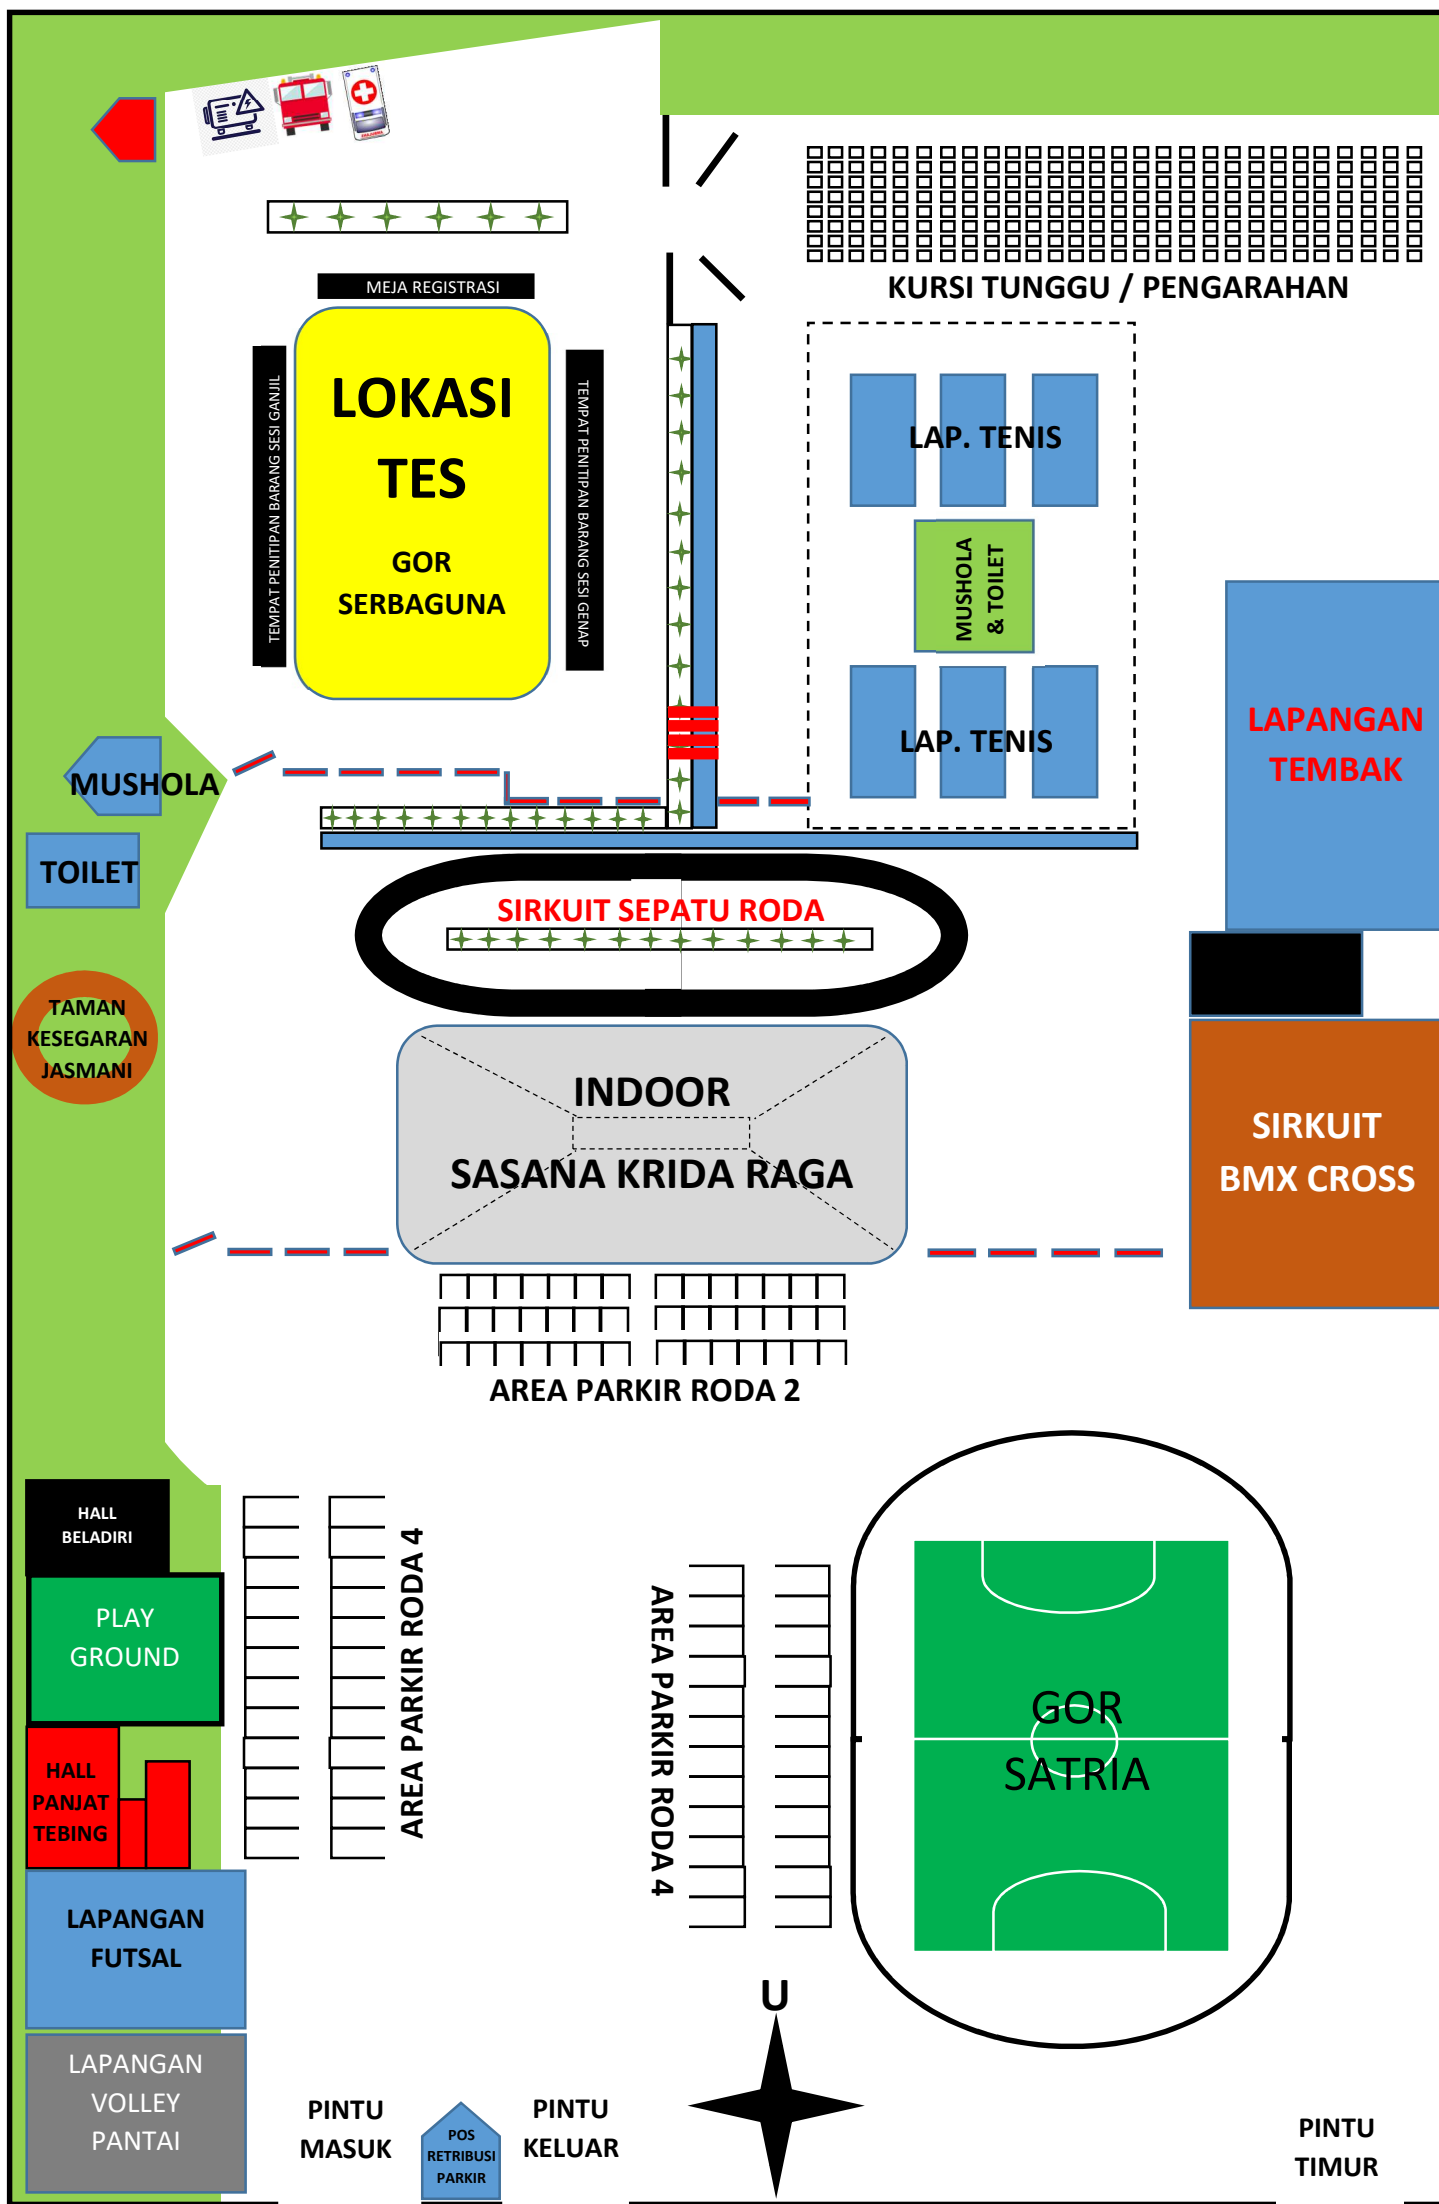 KURSI TUNGGU / PENGARAHAN
MEJA REGISTRASI
TEMPAT PENITIPAN BARANG SESI GANJIL
LOKASI
TES
GOR
SERBAGUNA
TEMPAT PENITIPAN BARANG SESI GENAP
LAP. TENIS
MUSHOLA
& TOILET
LAP. TENIS
LAPANGAN
TEMBAK
MUSHOLA
TOILET
SIRKUIT SEPATU RODA
TAMAN
KESEGARAN
JASMANI
INDOOR
SASANA KRIDA RAGA
SIRKUIT
BMX CROSS
AREA PARKIR RODA 2
HALL
BELADIRI
PLAY
GROUND
HALL
PANJAT
TEBING
AREA PARKIR RODA 4
AREA PARKIR RODA 4
GOR
SATRIA
LAPANGAN
FUTSAL
U
LAPANGAN
VOLLEY
PANTAI
PINTU
MASUK
POS
RETRIBUSI
PARKIR
PINTU
KELUAR
PINTU
TIMUR